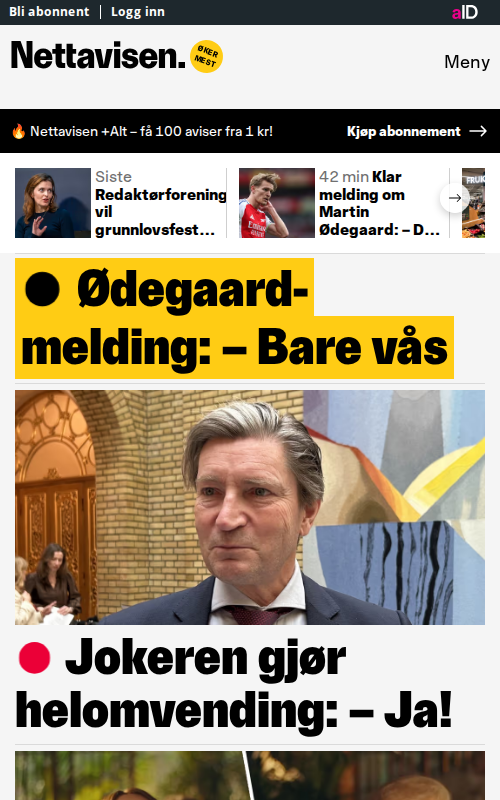 Bli abonnent Logg inn
aID
Nettavisen.
ØKER
MEST
Meny
🔥 Nettavisen +Alt – få 100 aviser fra 1 kr!
Kjøp abonnement →
Siste
Redaktørforening
vil
grunnlovsfest...
42 min Klar
melding om
Martin
Ødegaard: – D...
FRUK
Ødegaard-
melding: – Bare vås
Jokeren gjør
helomvending: – Ja!